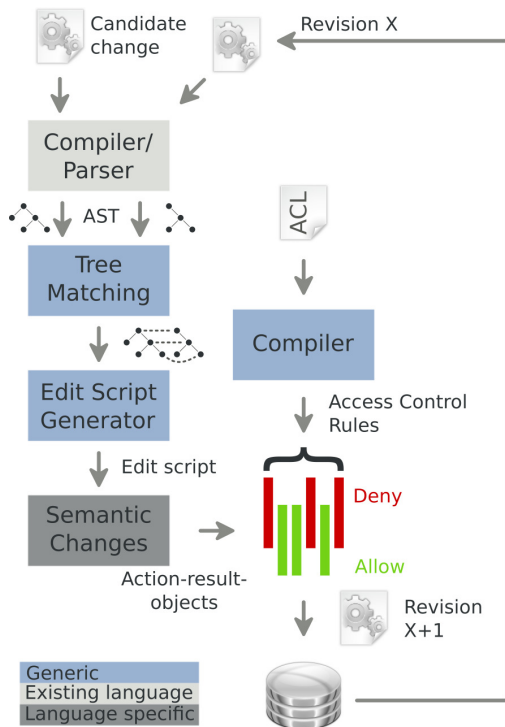 Candidate
change
Revision X
Compiler/
Parser
AST
ACL
Tree
Matching
Compiler
Edit Script
Generator
Access Control
Rules
Edit script
Deny
Semantic
Changes
Allow
Action-result-
objects
Revision
X+1
Generic
Existing language
Language specific